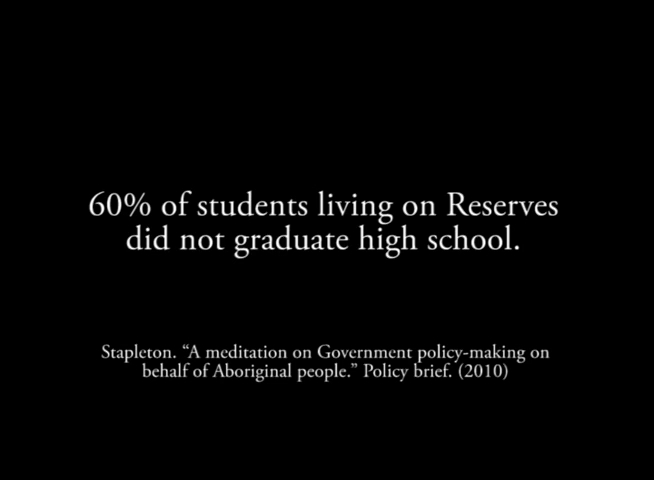 60% of students living on Reserves
did not graduate high school.
Stapleton. “A meditation on Government policy-making on
behalf of Aboriginal people.” Policy brief. (2010)